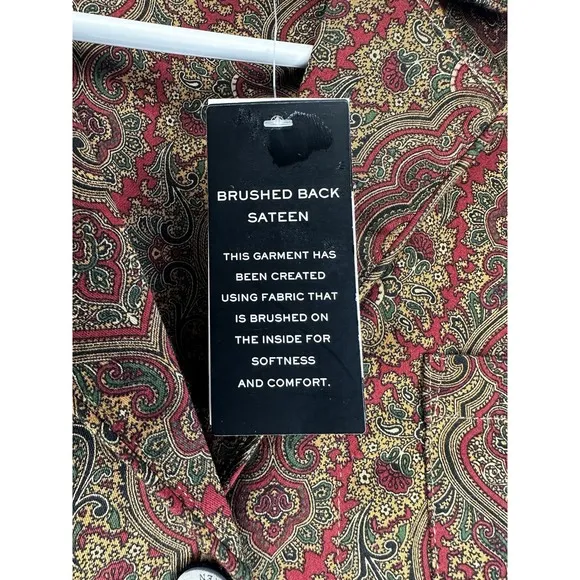 BRUSHED BACK
SATEEN
THIS GARMENT HAS
BEEN CREATED
USING FABRIC THAT
IS BRUSHED ON
THE INSIDE FOR
SOFTNESS
AND COMFORT.